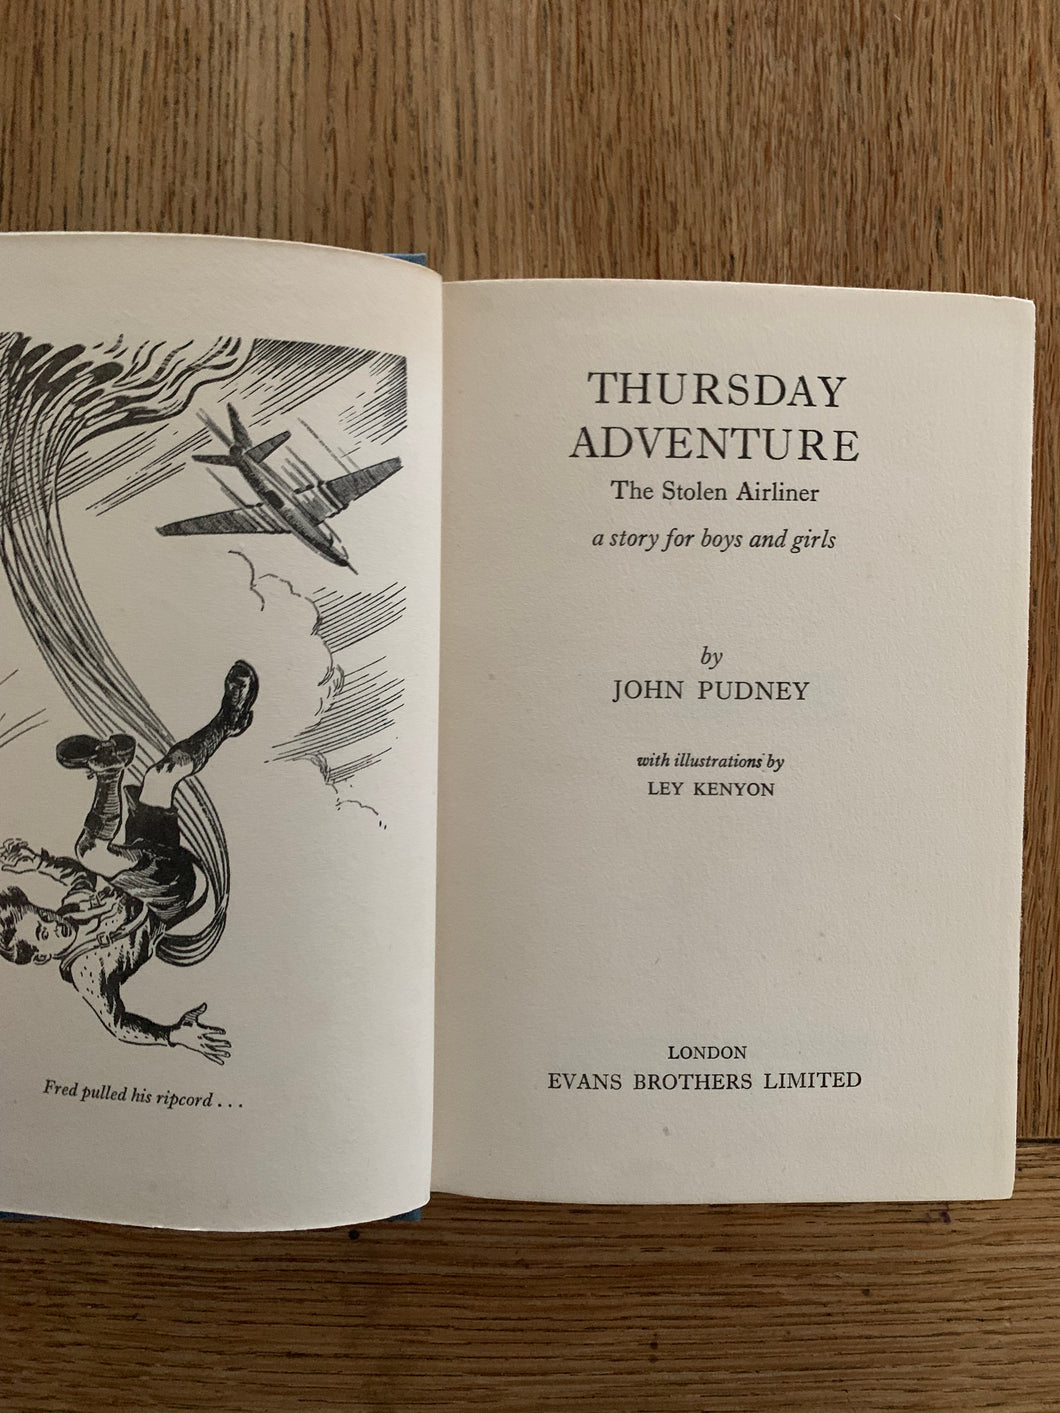 Fred pulled his ripcord . . .
THURSDAY
ADVENTURE
The Stolen Airliner
a story for boys and girls
by
JOHN PUDNEY
with illustrations by
LEY KENYON
LONDON
EVANS BROTHERS LIMITED